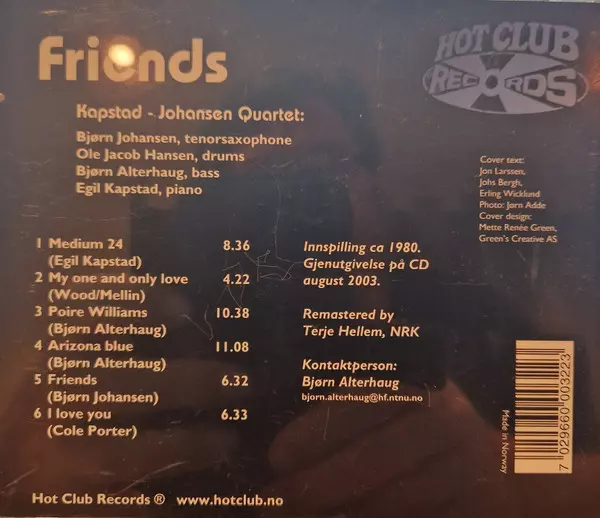 Friends
HOT CLUB
RECORDS
Kapstad - Johansen Quartet:
Bjørn Johansen, tenorsaxophone
Ole Jacob Hansen, drums
Bjørn Alterhaug, bass
Egil Kapstad, piano
Cover text:
Jon Larssen,
Johs Bergh,
Erling Wicklund
Photo: Jørn Adde
Cover design:
Mette Renée Green,
Green's Creative AS
1 Medium 24 8.36
(Egil Kapstad)
2 My one and only love 4.22
(Wood/Mellin)
3 Poire Williams 10.38
(Bjørn Alterhaug)
4 Arizona blue 11.08
(Bjørn Alterhaug)
5 Friends 6.32
(Bjørn Johansen)
6 I love you 6.33
(Cole Porter)
Innspilling ca 1980.
Gjenutgivelse på CD
august 2003.
Remastered by
Terje Hellem, NRK
Kontaktperson:
Bjørn Alterhaug
bjorn.alterhaug@hf.ntnu.no
Made in Norway
7 029660 003223
Hot Club Records ® www.hotclub.no